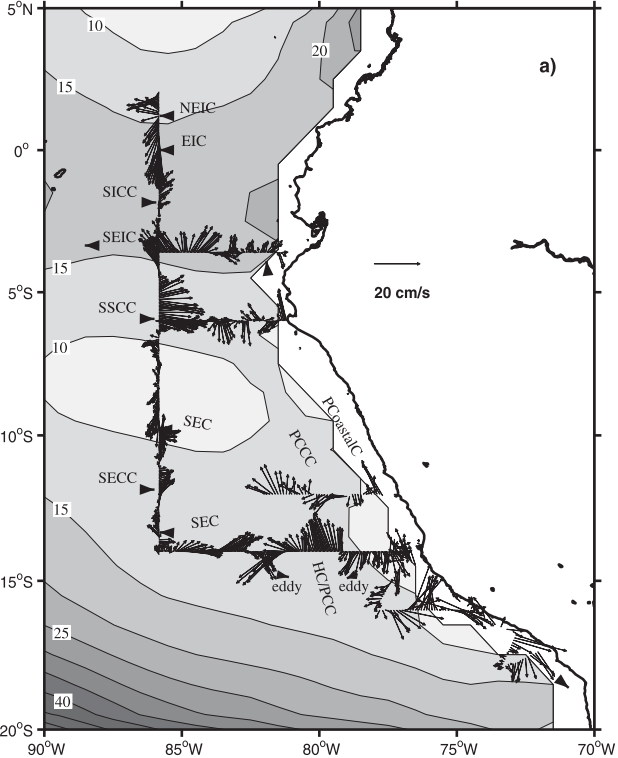 5°N
10
20
a)
15
NEIC
EIC
0°
SICC
SEIC
15
20 cm/s
5°S
SSCC
10
SEC
PCoastalC
PCCC
10°S
SECC
15
SEC
15°S
eddy
eddy
HC/PCC
25
40
20°S
90°W
85°W
80°W
75°W
70°W